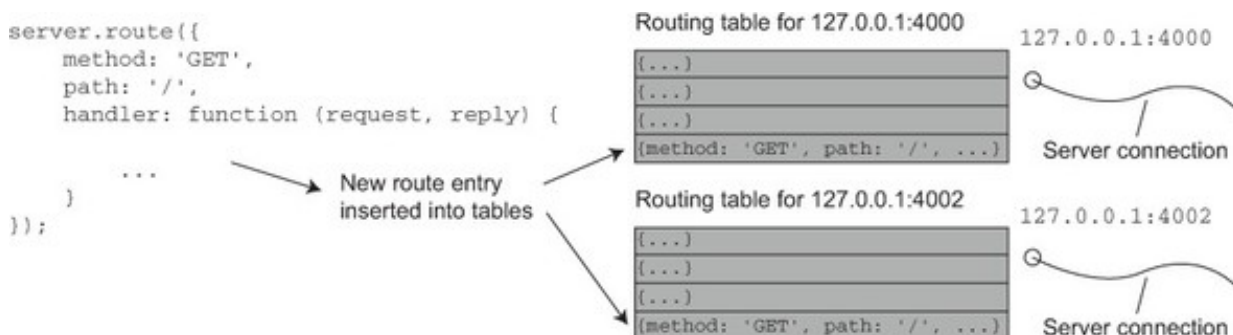 server.route({
method: 'GET',
path: '/',
handler: function (request, reply) {
...
}
});
New route entry
inserted into tables
Routing table for 127.0.0.1:4000
{...}
{...}
{...}
{method: 'GET', path: '/', ...}
127.0.0.1:4000
Server connection
Routing table for 127.0.0.1:4002
{...}
{...}
{...}
{method: 'GET', path: '/', ...}
127.0.0.1:4002
Server connection